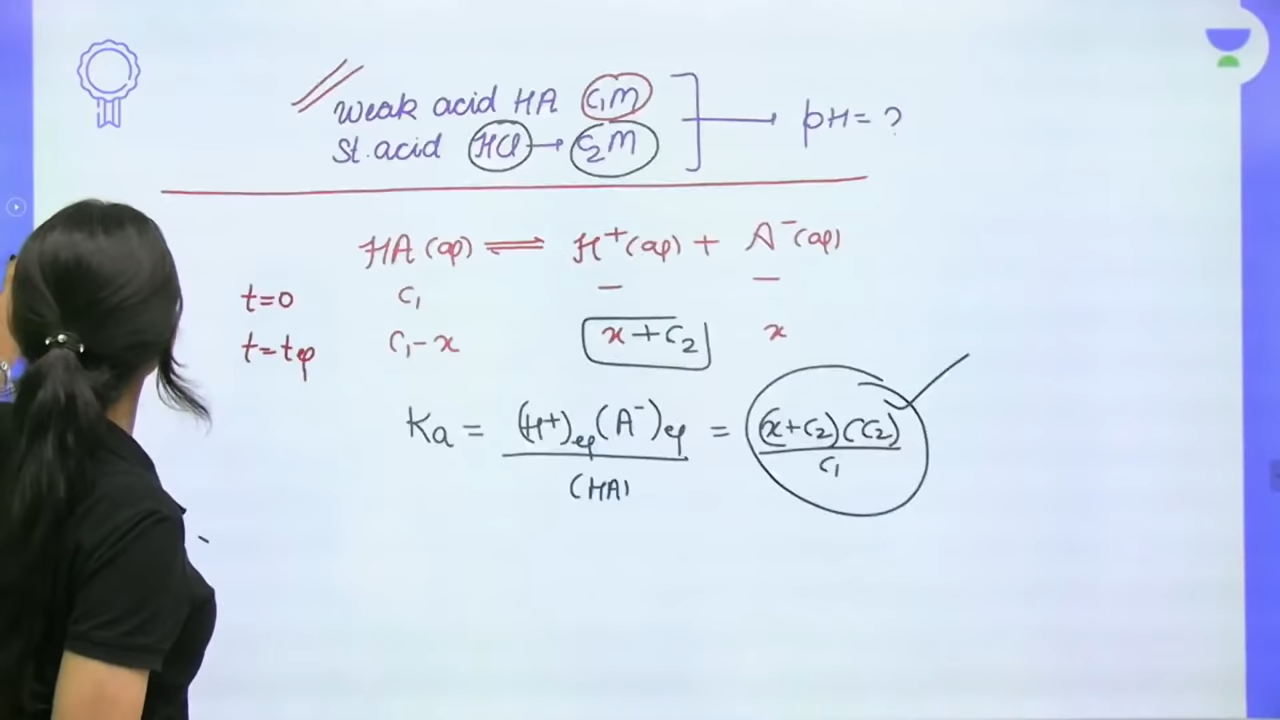 weak acid HA C₁M
St. acid HCl → C₂M
pH = ?
HA (aq) ⇌ H⁺ (aq) + A⁻ (aq)
t=0 C₁ – –
t=teq C₁-x x+C₂ x
Ka = (H⁺)eq (A⁻)eq / (HA) = (x+C₂)(C₂) / C₁